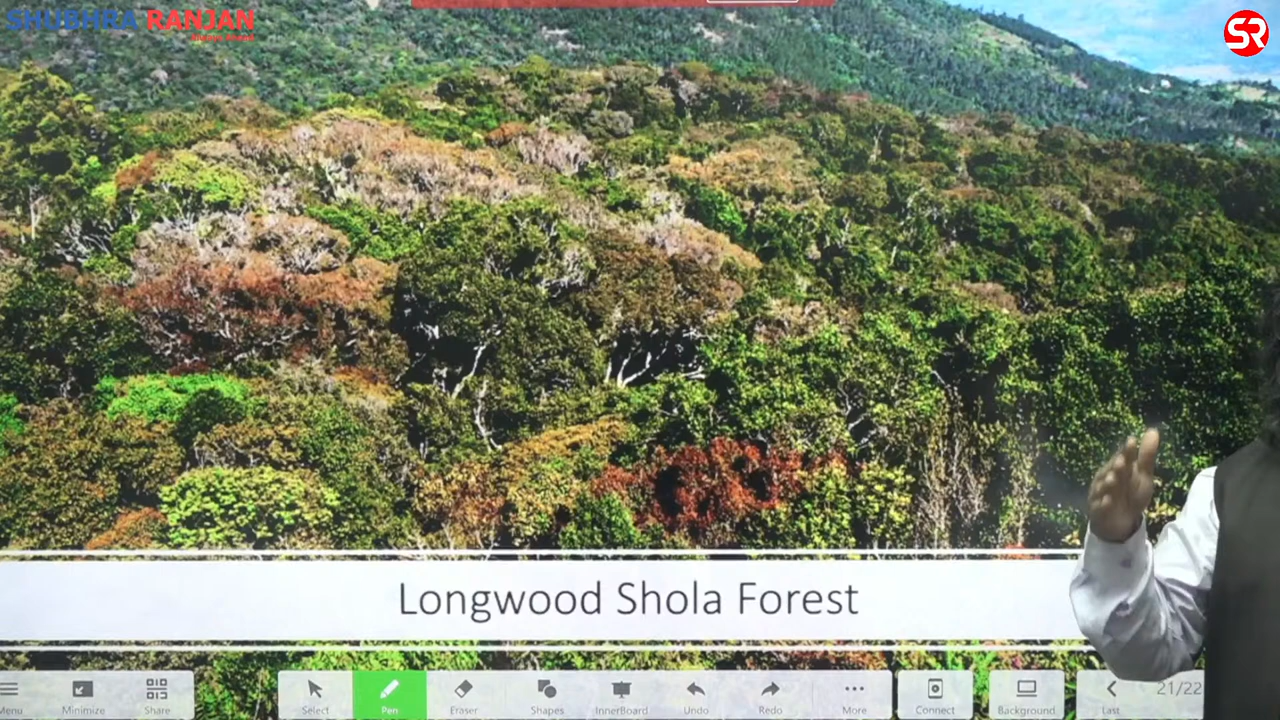 SHUBHRA RANJAN
SR
Longwood Shola Forest
Menu
Minimize
Share
Select
Pen
Eraser
Shapes
InnerBoard
Undo
Redo
More
Connect
Background
Last
21/22